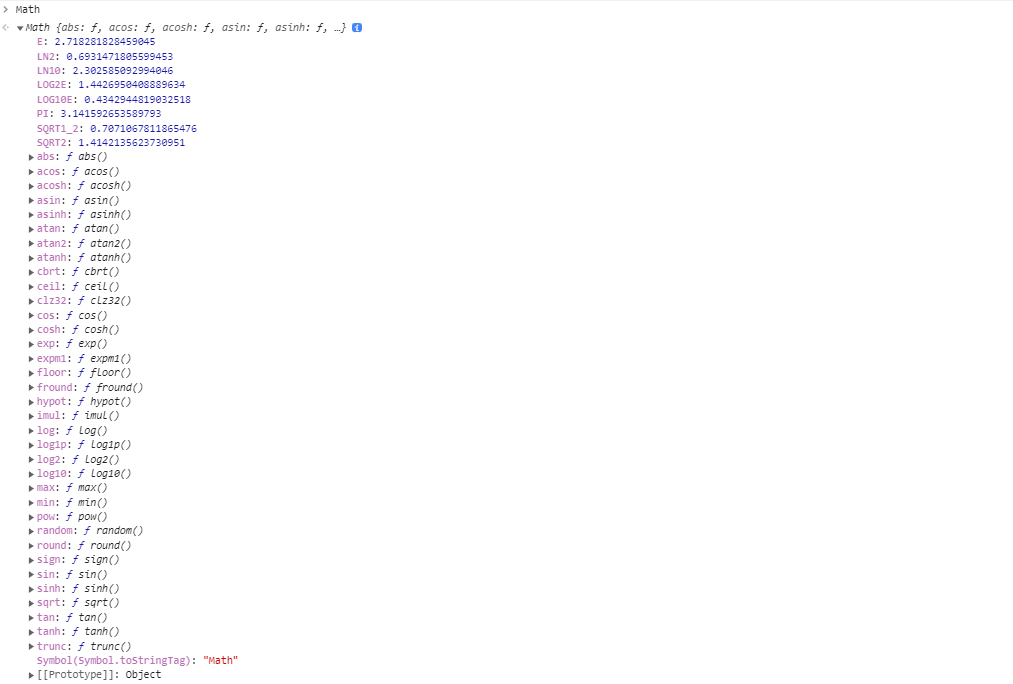 Math
Math {abs: ƒ, acos: ƒ, acosh: ƒ, asin: ƒ, asinh: ƒ, …}
E: 2.718281828459045
LN2: 0.6931471805599453
LN10: 2.302585092994046
LOG2E: 1.4426950408889634
LOG10E: 0.4342944819032518
PI: 3.141592653589793
SQRT1_2: 0.7071067811865476
SQRT2: 1.4142135623730951
abs: ƒ abs()
acos: ƒ acos()
acosh: ƒ acosh()
asin: ƒ asin()
asinh: ƒ asinh()
atan: ƒ atan()
atan2: ƒ atan2()
atanh: ƒ atanh()
cbrt: ƒ cbrt()
ceil: ƒ ceil()
clz32: ƒ clz32()
cos: ƒ cos()
cosh: ƒ cosh()
exp: ƒ exp()
expm1: ƒ expm1()
floor: ƒ floor()
fround: ƒ fround()
hypot: ƒ hypot()
imul: ƒ imul()
log: ƒ log()
log1p: ƒ log1p()
log2: ƒ log2()
log10: ƒ log10()
max: ƒ max()
min: ƒ min()
pow: ƒ pow()
random: ƒ random()
round: ƒ round()
sign: ƒ sign()
sin: ƒ sin()
sinh: ƒ sinh()
sqrt: ƒ sqrt()
tan: ƒ tan()
tanh: ƒ tanh()
trunc: ƒ trunc()
Symbol(Symbol.toStringTag): "Math"
[[Prototype]]: Object